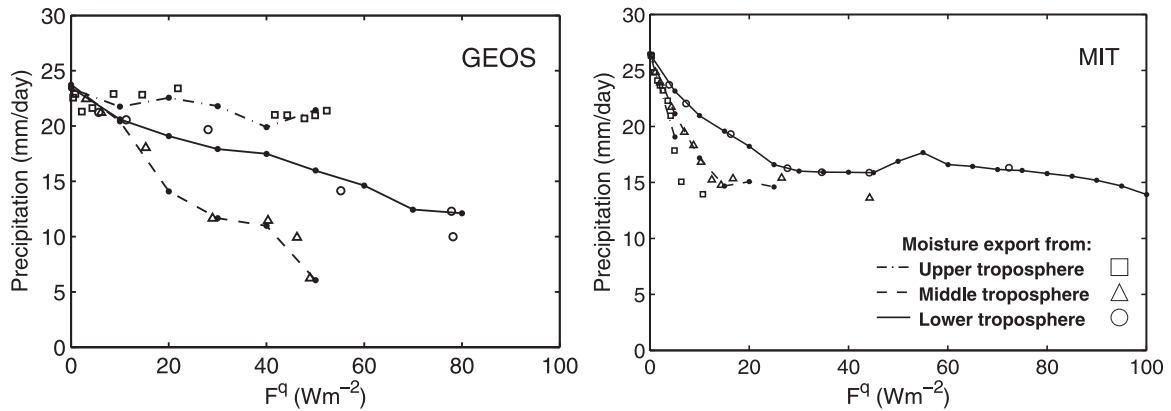 GEOS
Precipitation (mm/day)
30
25
20
15
10
5
0
0 20 40 60 80 100
F^q (Wm^−2)
MIT
Precipitation (mm/day)
30
25
20
15
10
5
0
Moisture export from:
Upper troposphere
Middle troposphere
Lower troposphere
0 20 40 60 80 100
F^q (Wm^−2)